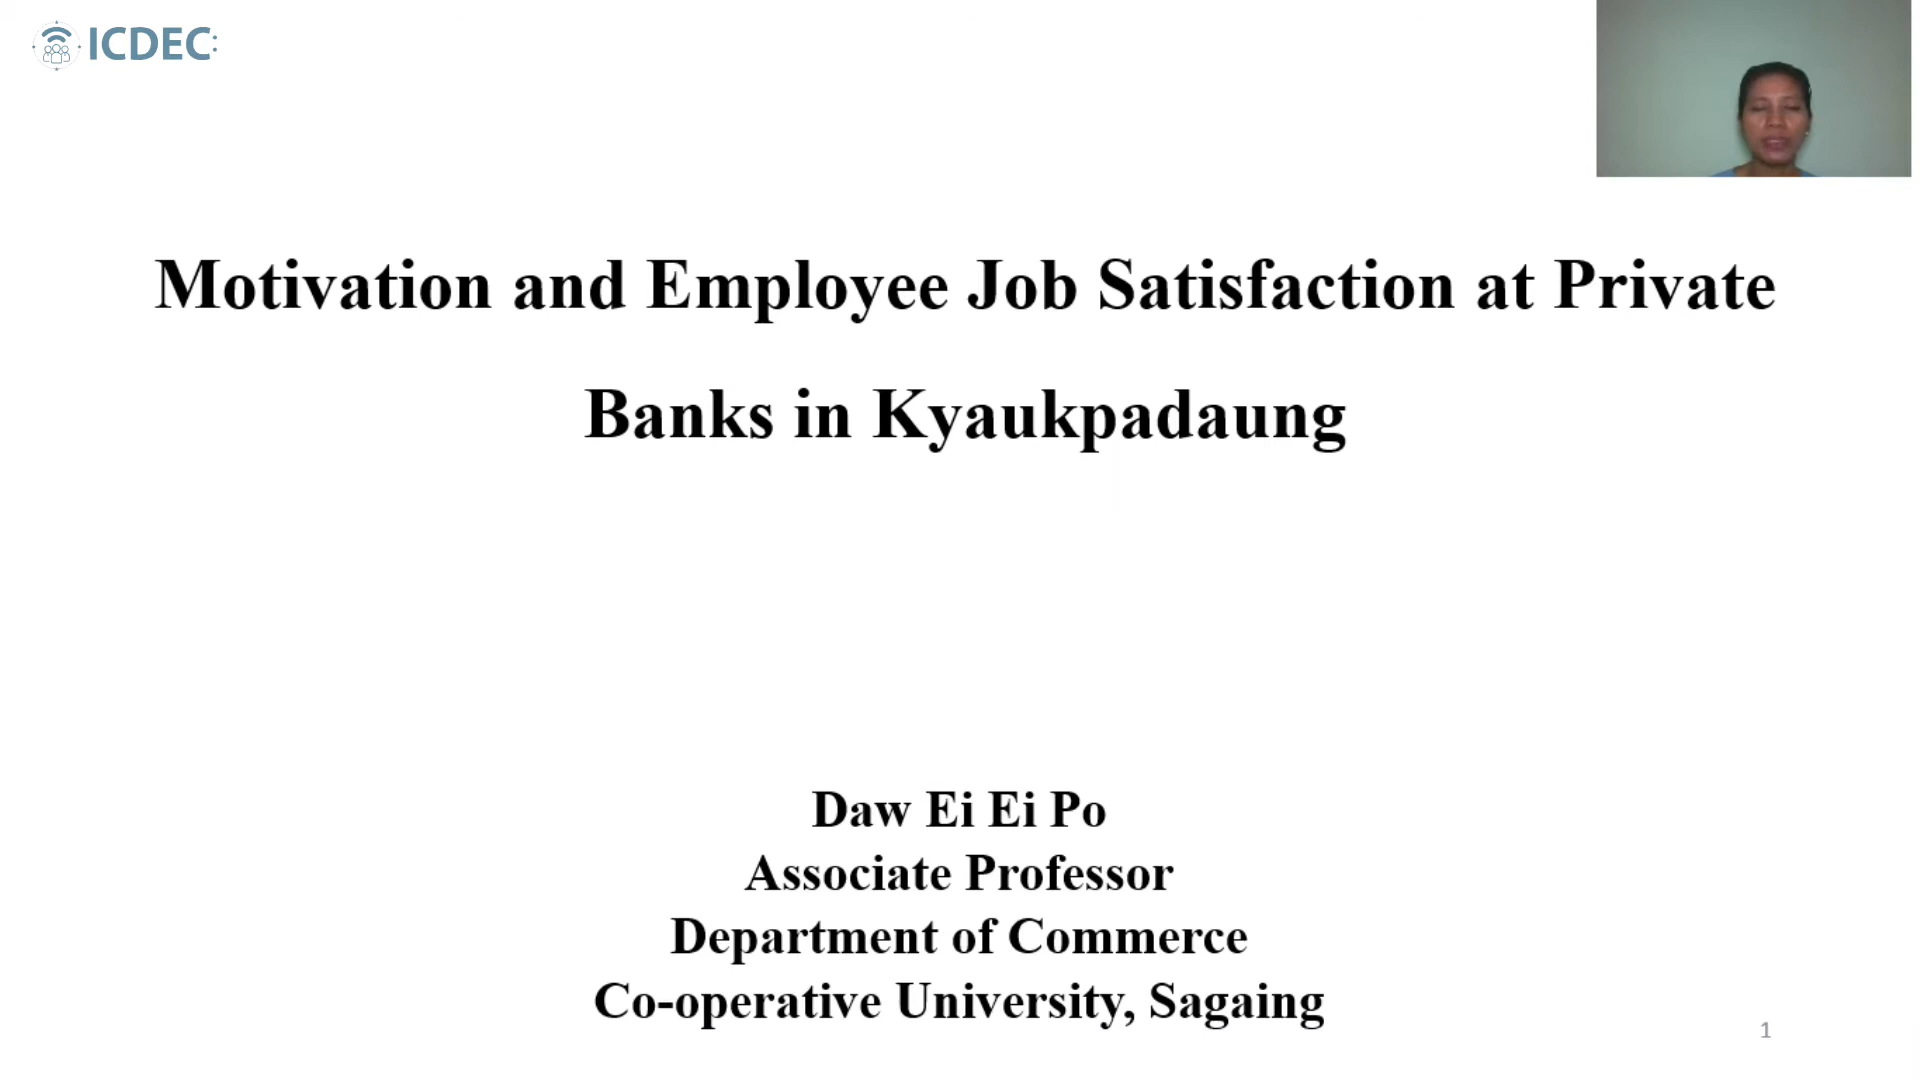 ICDEC:
Motivation and Employee Job Satisfaction at Private
Banks in Kyaukpadaung
Daw Ei Ei Po
Associate Professor
Department of Commerce
Co-operative University, Sagaing
1